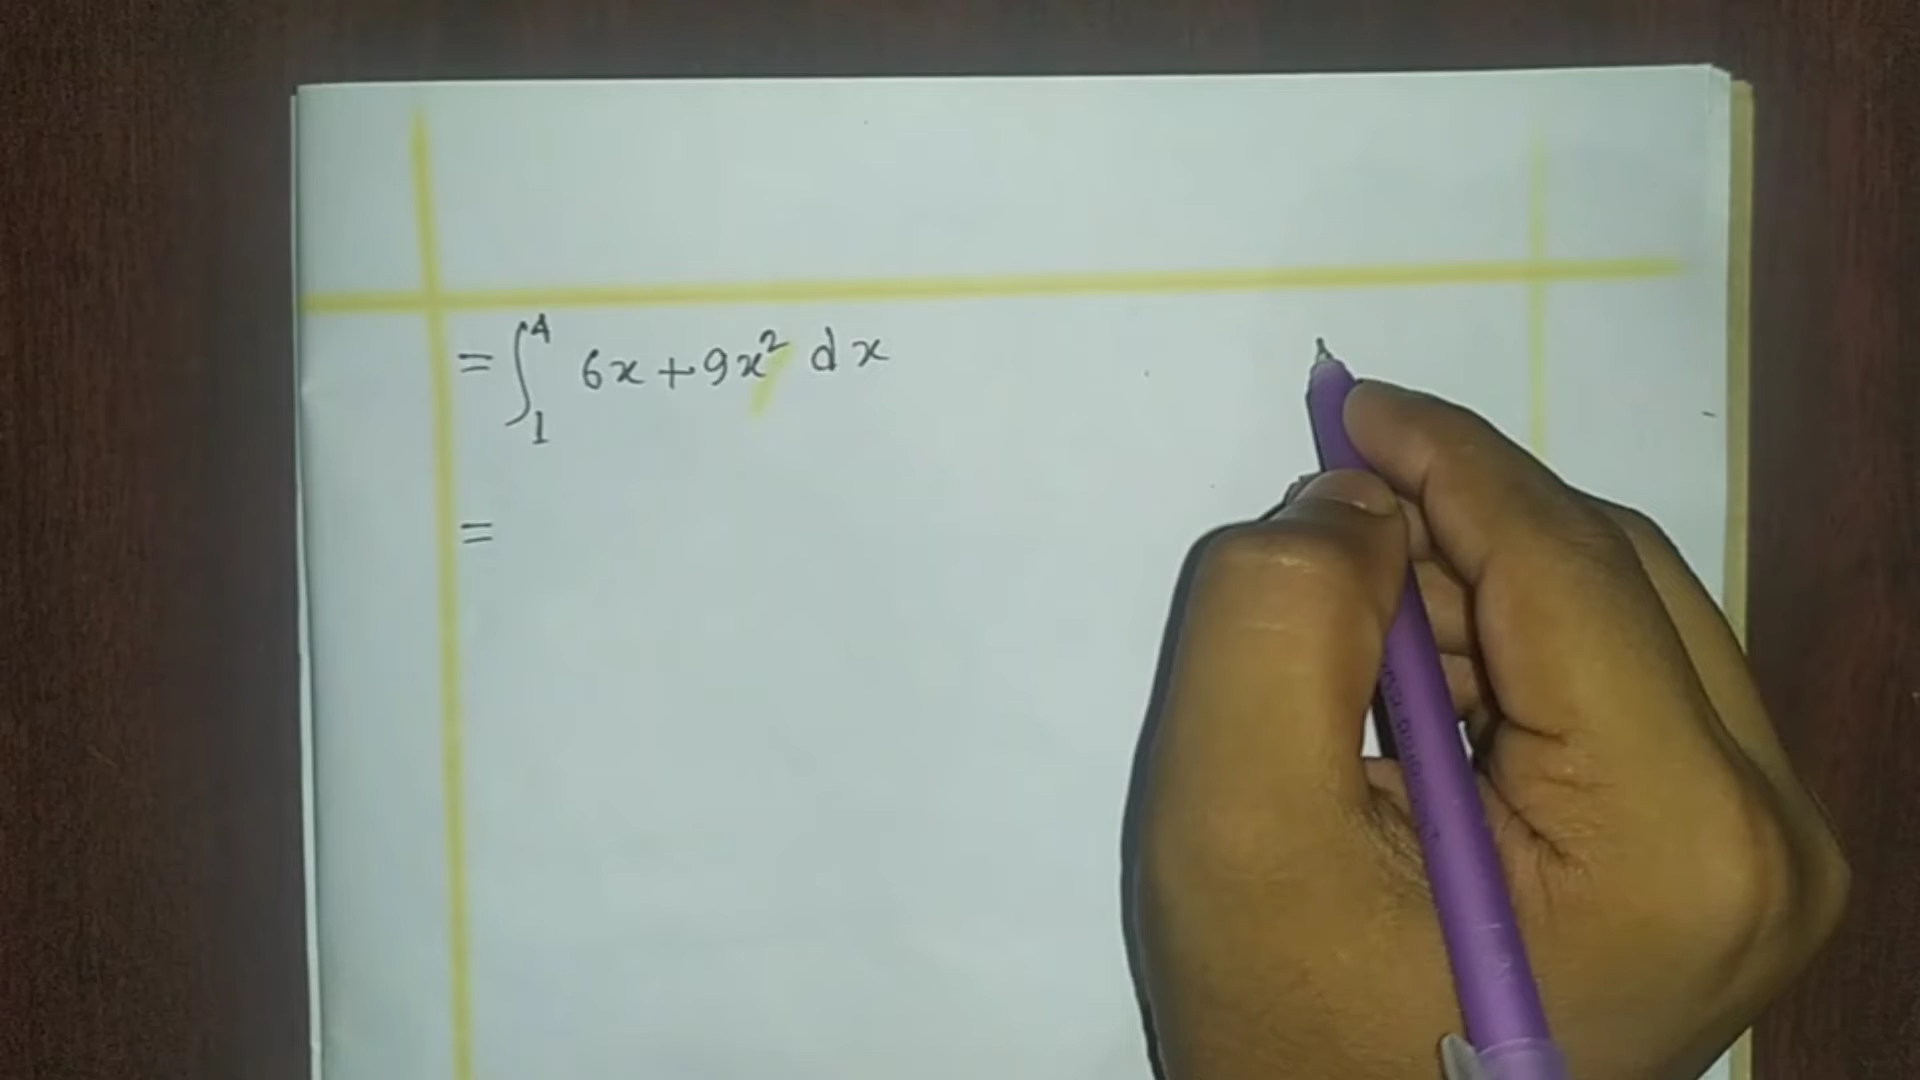 = ∫₁⁴ 6x+9x² dx
=